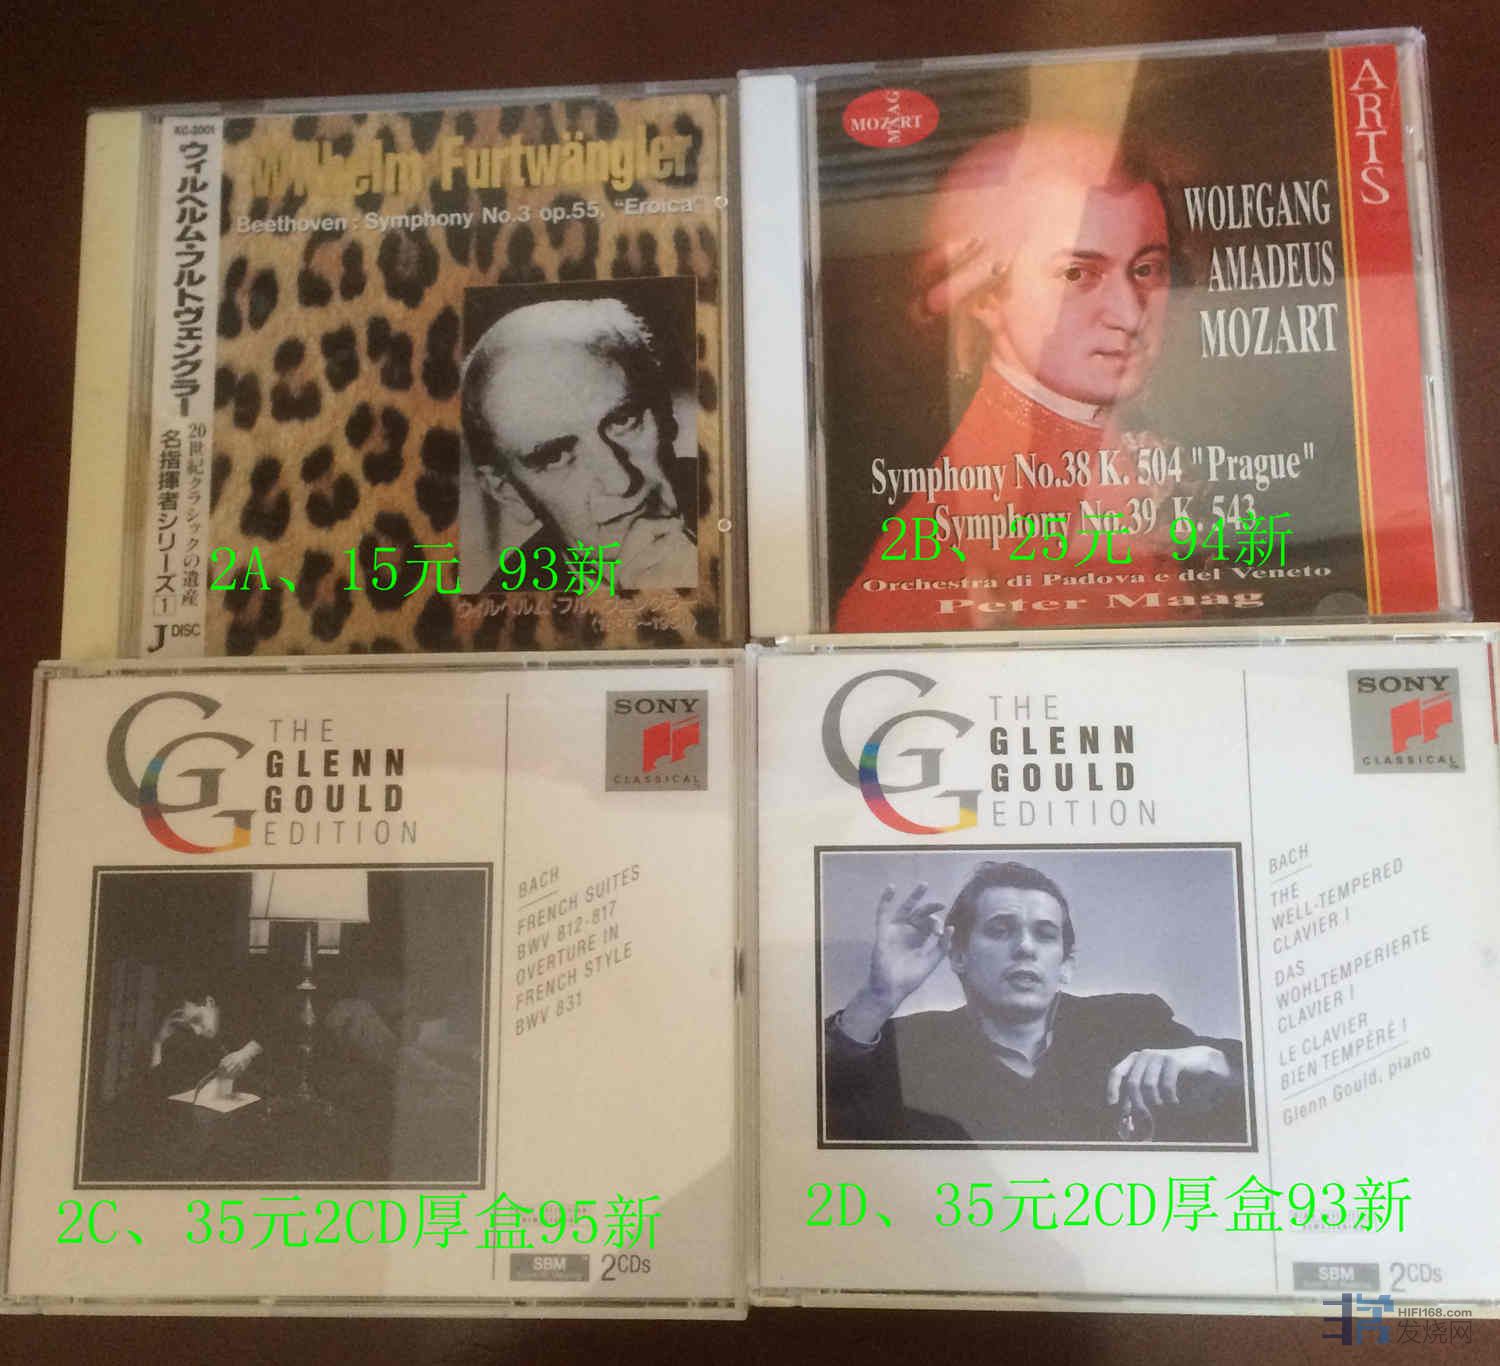 KC-2001
ウィルヘルム・フルトヴェングラー
20世紀クラシックの遺産
名指揮者シリーズ1
J DISC
Wilhelm Furtwängler
Beethoven : Symphony No.3 op.55, "Eroica"
2A、15元 93新
MOZART
MAAG
ARTS
WOLFGANG
AMADEUS
MOZART
Symphony No.38 K. 504 "Prague"
Symphony No.39 K. 543
2B、25元 94新
Orchestra di Padova e del Veneto
Peter Maag
GG
THE
GLENN
GOULD
EDITION
SONY
CLASSICAL
BACH
FRENCH SUITES
BWV 812-817
OVERTURE IN
FRENCH STYLE
BWV 831
2C、35元2CD厚盒95新
SBM
2CDs
GG
THE
GLENN
GOULD
EDITION
SONY
CLASSICAL
BACH
THE
WELL-TEMPERED
CLAVIER I
DAS
WOHLTEMPERIERTE
CLAVIER I
LE CLAVIER
BIEN TEMPÉRÉ I
Glenn Gould, piano
2D、35元2CD厚盒93新
SBM
2CDs
HIFI168.com
发烧网